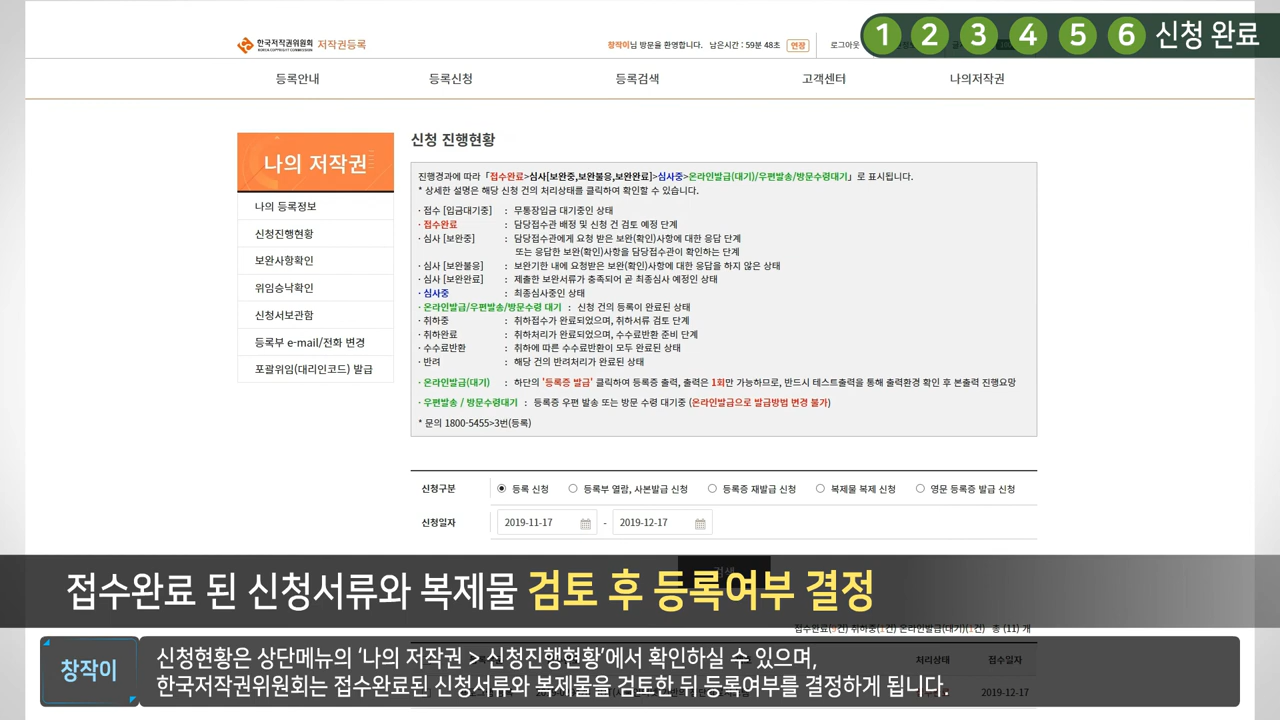 1 2 3 4 5 6 신청 완료
한국저작권위원회 저작권등록
KOREA COPYRIGHT COMMISSION
창작이님 방문을 환영합니다. 남은시간 : 59분 48초 연장 로그아웃
등록안내 등록신청 등록검색 고객센터 나의저작권
나의 저작권
나의 등록정보
신청진행현황
보완사항확인
위임승낙확인
신청서보관함
등록부 e-mail/전화 변경
포괄위임(대리인코드) 발급
신청 진행현황
진행경과에 따라 「접수완료>심사[보완중,보완불응,보완완료]>심사중>온라인발급(대기)/우편발송/방문수령대기」로 표시됩니다.
* 상세한 설명은 해당 신청 건의 처리상태를 클릭하여 확인할 수 있습니다.
· 접수 [입금대기중] : 무통장입금 대기중인 상태
· 접수완료 : 담당접수관 배정 및 신청 건 검토 예정 단계
· 심사 [보완중] : 담당접수관에게 요청 받은 보완(확인)사항에 대한 응답 단계
또는 응답한 보완(확인)사항을 담당접수관이 확인하는 단계
· 심사 [보완불응] : 보완기한 내에 요청받은 보완(확인)사항에 대한 응답을 하지 않은 상태
· 심사 [보완완료] : 제출한 보완서류가 충족되어 곧 최종심사 예정인 상태
· 심사중 : 최종심사중인 상태
· 온라인발급/우편발송/방문수령 대기 : 신청 건의 등록이 완료된 상태
· 취하중 : 취하접수가 완료되었으며, 취하서류 검토 단계
· 취하완료 : 취하처리가 완료되었으며, 수수료반환 준비 단계
· 수수료반환 : 취하에 따른 수수료반환이 모두 완료된 상태
· 반려 : 해당 건의 반려처리가 완료된 상태
· 온라인발급(대기) : 하단의 '등록증 발급' 클릭하여 등록증 출력, 출력은 1회만 가능하므로, 반드시 테스트출력을 통해 출력환경 확인 후 본출력 진행요망
· 우편발송 / 방문수령대기 : 등록증 우편 발송 또는 방문 수령 대기중 (온라인발급으로 발급방법 변경 불가)
* 문의 1800-5455>3번(등록)
신청구분 등록 신청 등록부 열람, 사본발급 신청 등록증 재발급 신청 복제물 복제 신청 영문 등록증 발급 신청
신청일자 2019-11-17 - 2019-12-17
검색
접수완료 된 신청서류와 복제물 검토 후 등록여부 결정
접수완료(9건) 취하중(1건) 온라인발급(대기)(1건) 총 (11) 개
처리상태 접수일자
2019-12-17
창작이
신청현황은 상단메뉴의 ‘나의 저작권 > 신청진행현황’에서 확인하실 수 있으며,
한국저작권위원회는 접수완료된 신청서류와 복제물을 검토한 뒤 등록여부를 결정하게 됩니다.